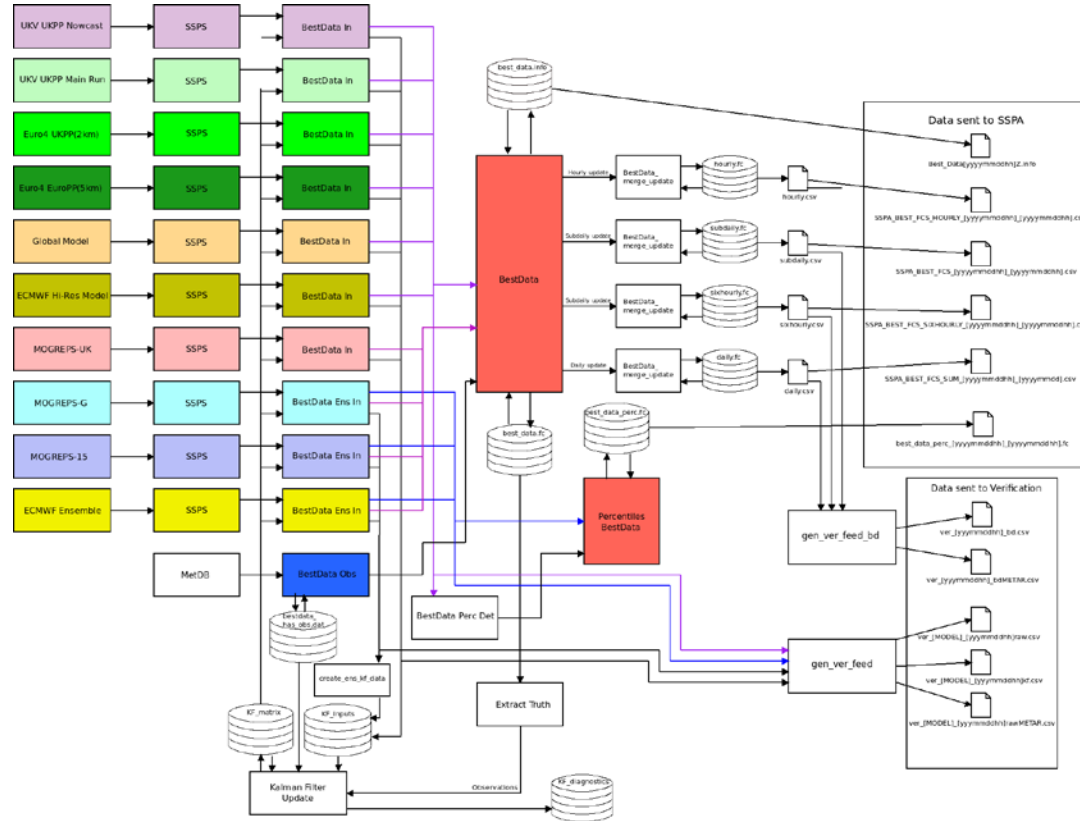 UKV UKPP Nowcast
SSPS
BestData In
UKV UKPP Main Run
SSPS
BestData In
Euro4 UKPP(2km)
SSPS
BestData In
Euro4 EuroPP(5km)
SSPS
BestData In
Global Model
SSPS
BestData In
ECMWF Hi-Res Model
SSPS
BestData In
MOGREPS-UK
SSPS
BestData In
MOGREPS-G
SSPS
BestData Ens In
MOGREPS-15
SSPS
BestData Ens In
ECMWF Ensemble
SSPS
BestData Ens In
MetDB
BestData Obs
bestdata_
has_obs.dat
create_ens_kf_data
KF_matrix
KF_inputs
Kalman Filter
Update
best_data.info
BestData
best_data.fc
Hourly update
BestData_
merge_update
hourly.fc
hourly.csv
Subdaily update
BestData_
merge_update
subdaily.fc
subdaily.csv
Subdaily update
BestData_
merge_update
sixhourly.fc
sixhourly.csv
Daily update
BestData_
merge_update
daily.fc
daily.csv
best_data_perc.fc
Percentiles
BestData
BestData Perc Det
Extract Truth
Observations
KF_diagnostics
gen_ver_feed_bd
gen_ver_feed
Data sent to SSPA
Best_Data[yyyymmddhh]Z.info
SSPA_BEST_FCS_HOURLY_[yyyymmddhh]_[yyyymmddhh].c
SSPA_BEST_FCS_[yyyymmddhh]_[yyyymmddhh].csv
SSPA_BEST_FCS_SIXHOURLY_[yyyymmddhh]_[yyyymmddhh].c
SSPA_BEST_FCS_SUM_[yyyymmddhh]_[yyyymmdd].csv
best_data_perc_[yyyymmddhh]_[yyyymmddhh].fc
Data sent to Verification
ver_[yyyymmddhh]_bd.csv
ver_[yyyymmddhh]_bdMETAR.csv
ver_[MODEL]_[yyyymmddhh]raw.csv
ver_[MODEL]_[yyyymmddhh]kf.csv
ver_[MODEL]_[yyyymmddhh]rawMETAR.csv